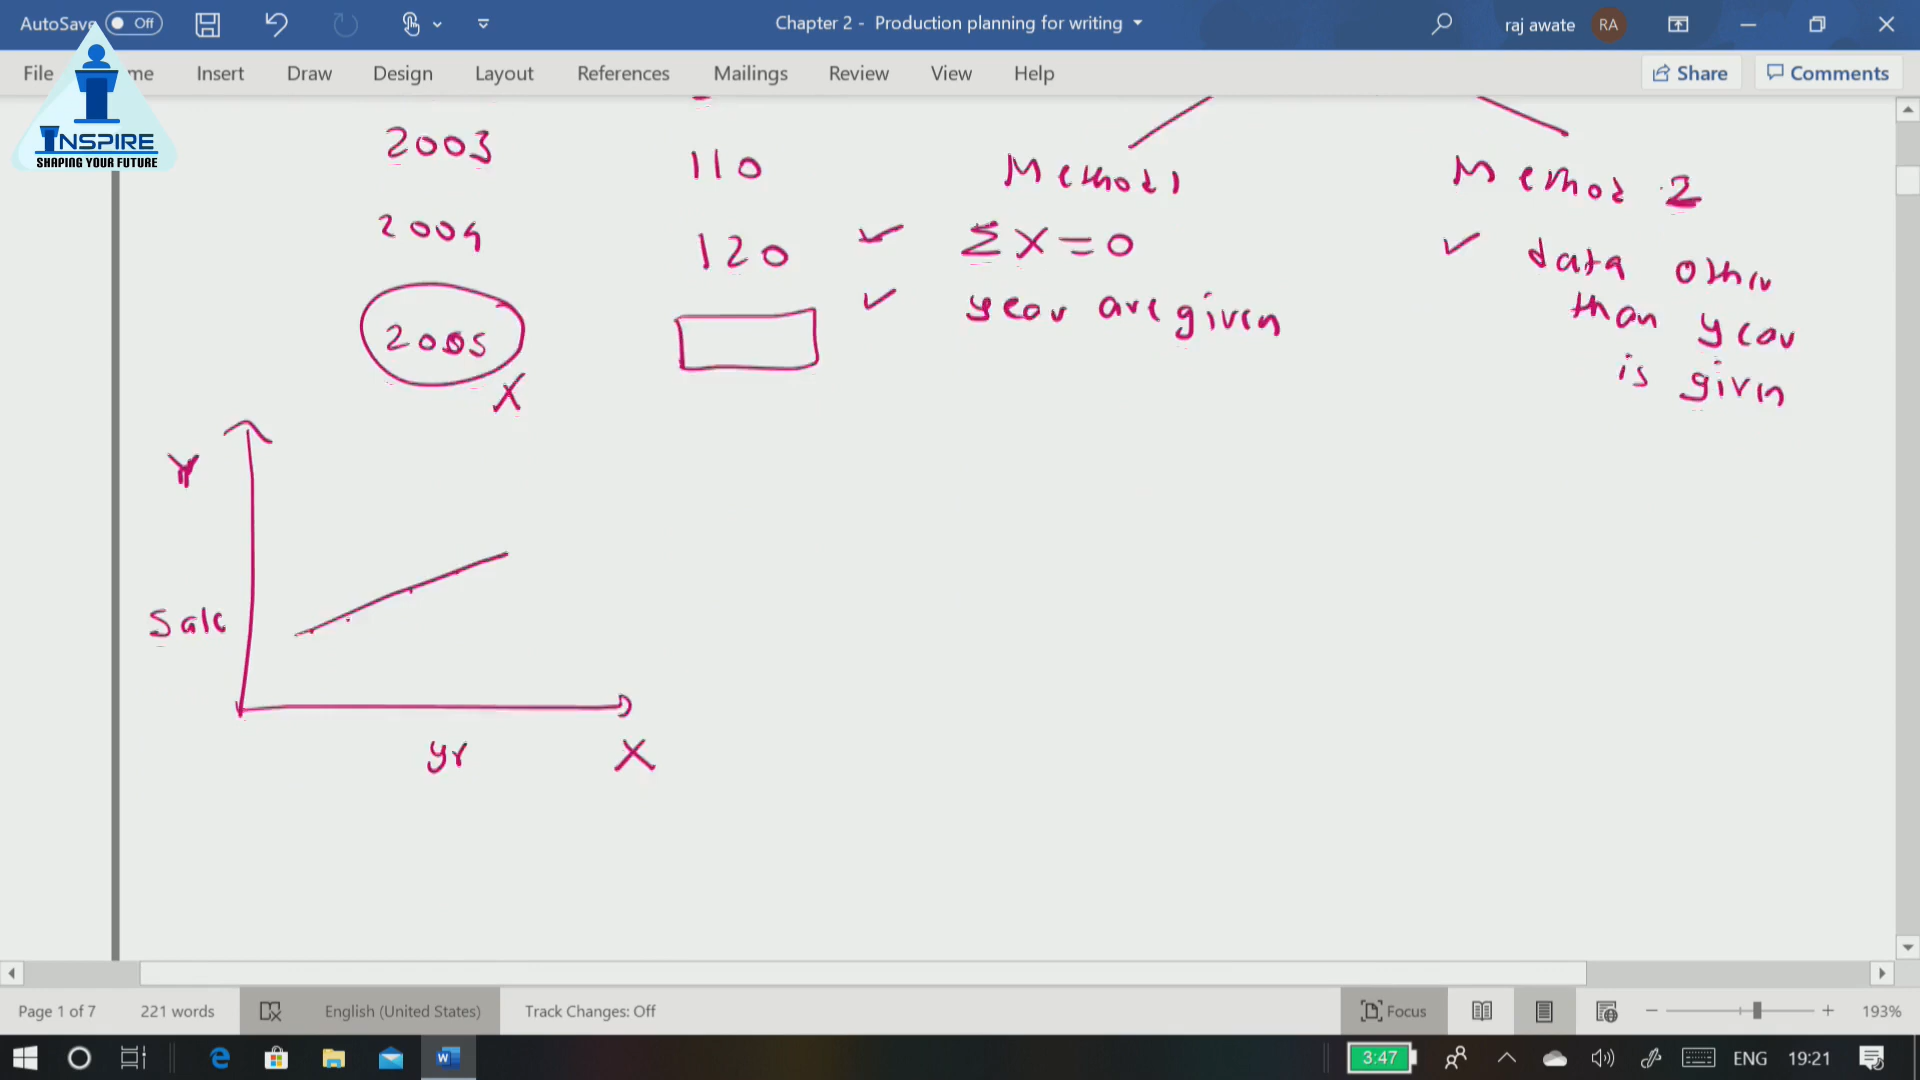 AutoSave Off
Chapter 2 - Production planning for writing
raj awate RA
File
me Insert Draw Design Layout References Mailings Review View Help
Share Comments
INSPIRE
SHAPING YOUR FUTURE
2003 110
Method 1 Method 2
2004 120
ΣX = 0
year are given
data other
than year
is given
2005
X
Y
Sale
yr X
Page 1 of 7 221 words English (United States) Track Changes: Off
Focus 193%
3:47 ENG 19:21